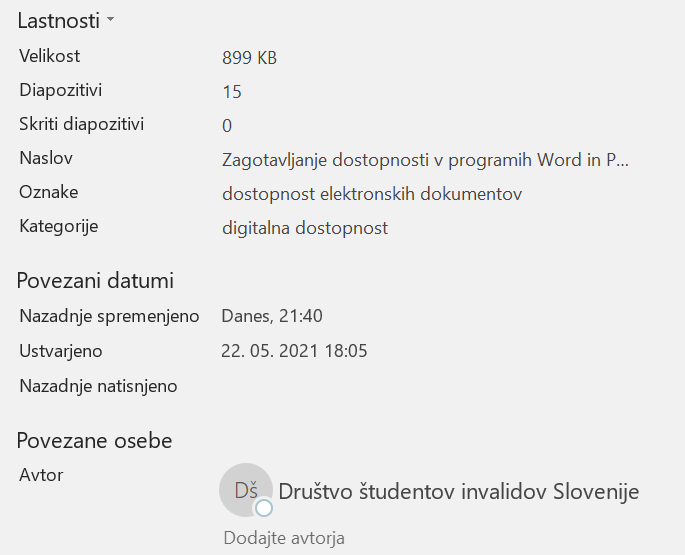 Lastnosti
Velikost 899 KB
Diapozitivi 15
Skriti diapozitivi 0
Naslov Zagotavljanje dostopnosti v programih Word in P...
Oznake dostopnost elektronskih dokumentov
Kategorije digitalna dostopnost
Povezani datumi
Nazadnje spremenjeno Danes, 21:40
Ustvarjeno 22. 05. 2021 18:05
Nazadnje natisnjeno
Povezane osebe
Avtor
Dš Društvo študentov invalidov Slovenije
Dodajte avtorja